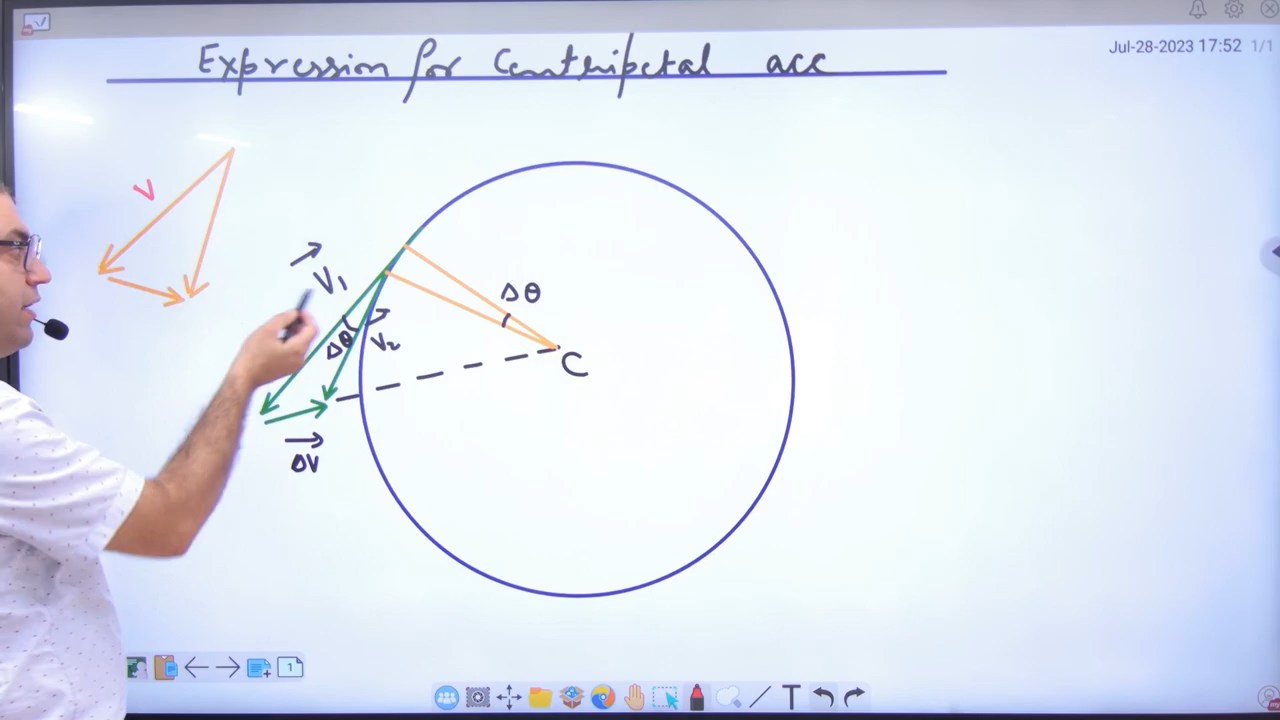 Jul-28-2023 17:52 1/1
Expression for Centripetal acc
V
V₁
Δθ
Δθ
V₂
C
ΔV
1
T